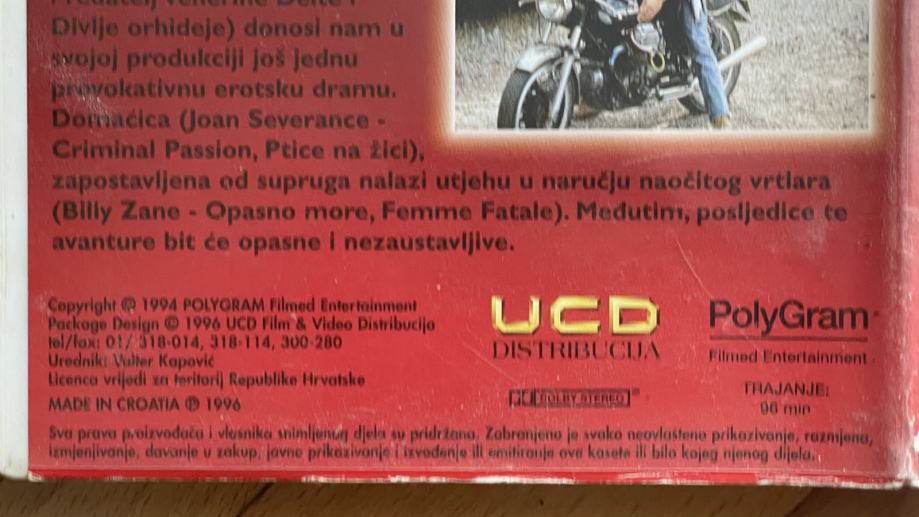 Divlje orhideje) donosi nam u
svojoj produkciji još jednu
provokativnu erotsku dramu.
Domaćica (Joan Severance -
Criminal Passion, Ptice na žici),
zapostavljena od supruga nalazi utjehu u naručju naočitog vrtlara
(Billy Zane - Opasno more, Femme Fatale). Međutim, posljedice te
avanture bit će opasne i nezaustavljive.
Copyright © 1994 POLYGRAM Filmed Entertainment
Package Design © 1996 UCD Film & Video Distribucija
tel/fax: 01/ 318-014, 318-114, 300-280
Urednik: Valter Kapović
Licenca vrijedi za teritorij Republike Hrvatske
MADE IN CROATIA ℗ 1996
UCD
DISTRIBUCIJA
DOLBY STEREO
PolyGram
Filmed Entertainment
TRAJANJE:
96 min
Sva prava proizvođača i vlasnika snimljenog djela su pridržana. Zabranjeno je svako neovlašteno prikazivanje, razmjena,
iznajmljivanje, davanje u zakup, javno prikazivanje i izvođenje ili emitiranje ove kasete ili bilo kojeg njenog dijela.